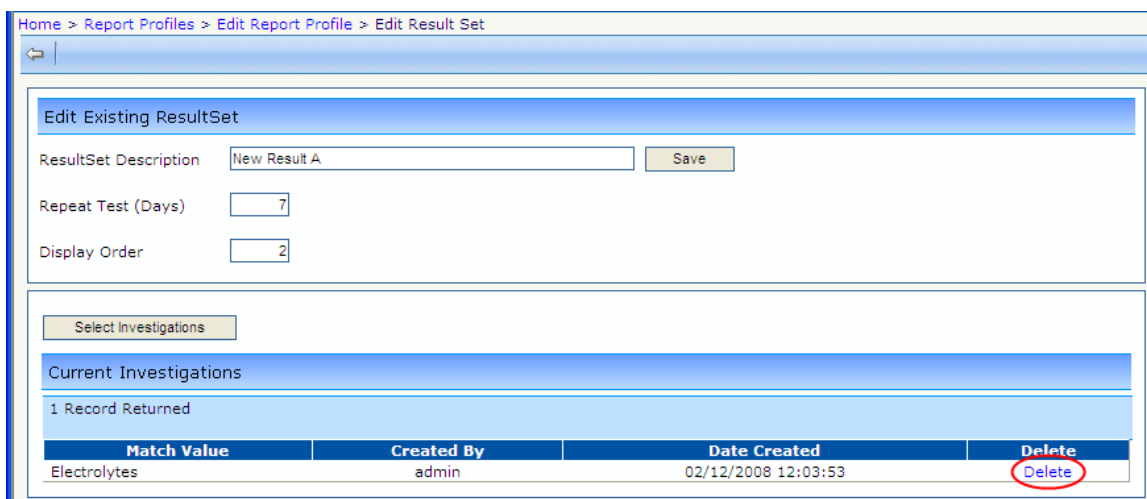 Home > Report Profiles > Edit Report Profile > Edit Result Set
Edit Existing ResultSet
ResultSet Description New Result A Save
Repeat Test (Days) 7
Display Order 2
Select Investigations
Current Investigations
1 Record Returned
Match Value Created By Date Created Delete
Electrolytes admin 02/12/2008 12:03:53 Delete